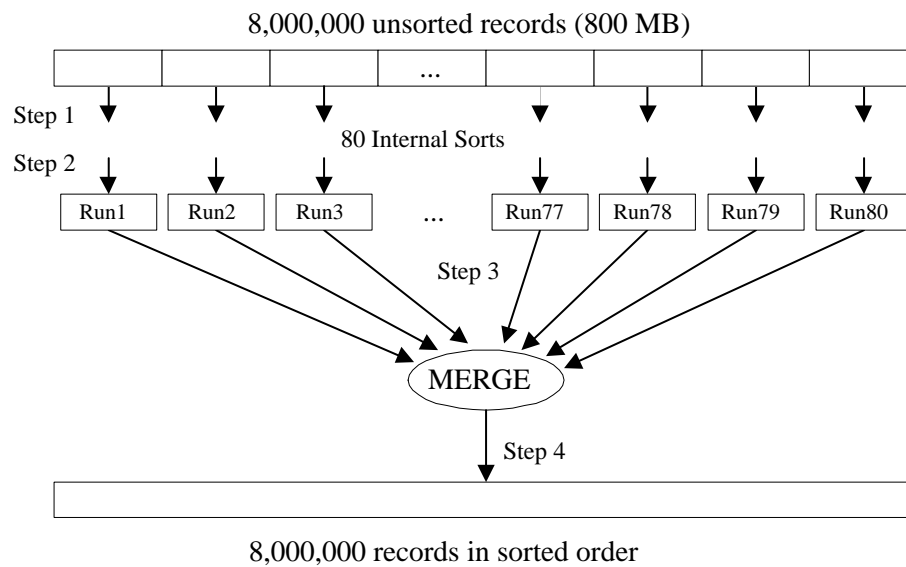 8,000,000 unsorted records (800 MB)
...
Step 1
80 Internal Sorts
Step 2
Run1 Run2 Run3 ... Run77 Run78 Run79 Run80
Step 3
MERGE
Step 4
8,000,000 records in sorted order